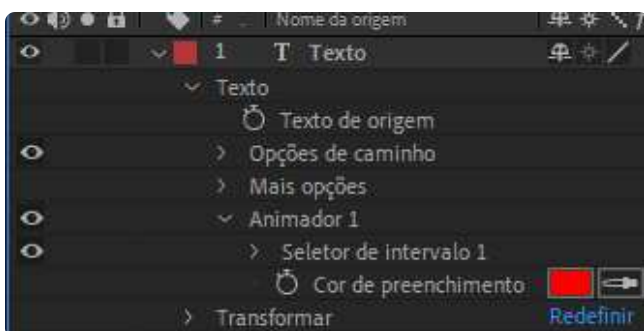 # Nome da origem
1 T Texto
Texto
Texto de origem
Opções de caminho
Mais opções
Animador 1
Seletor de intervalo 1
Cor de preenchimento
Transformar Redefinir